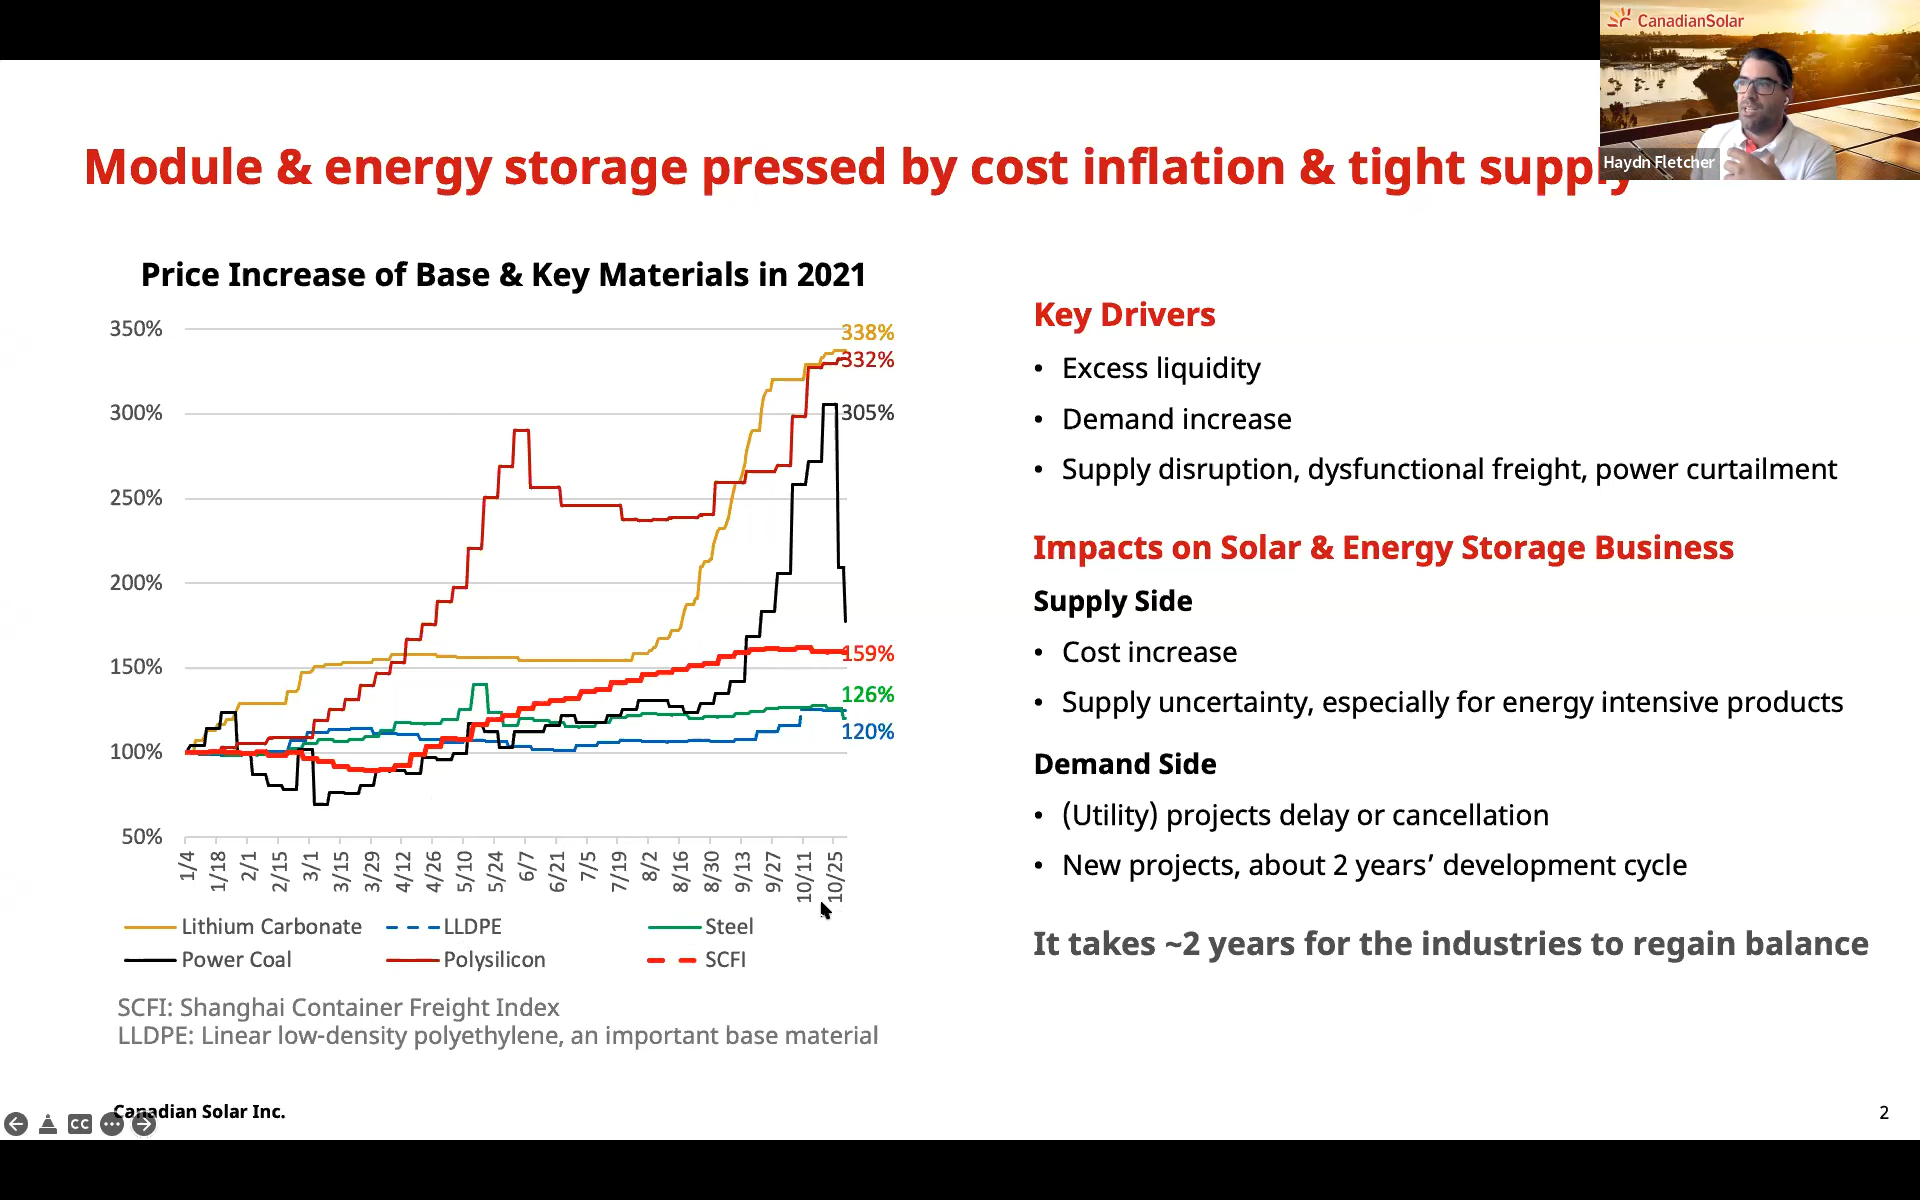 CanadianSolar
Haydn Fletcher
Module & energy storage pressed by cost inflation & tight supply
Price Increase of Base & Key Materials in 2021
350%
300%
250%
200%
150%
100%
50%
338%
332%
305%
159%
126%
120%
1/4
1/18
2/1
2/15
3/1
3/15
3/29
4/12
4/26
5/10
5/24
6/7
6/21
7/5
7/19
8/2
8/16
8/30
9/13
9/27
10/11
10/25
Lithium Carbonate
LLDPE
Steel
Power Coal
Polysilicon
SCFI
SCFI: Shanghai Container Freight Index
LLDPE: Linear low-density polyethylene, an important base material
Key Drivers
• Excess liquidity
• Demand increase
• Supply disruption, dysfunctional freight, power curtailment
Impacts on Solar & Energy Storage Business
Supply Side
• Cost increase
• Supply uncertainty, especially for energy intensive products
Demand Side
• (Utility) projects delay or cancellation
• New projects, about 2 years’ development cycle
It takes ~2 years for the industries to regain balance
Canadian Solar Inc.
CC
2